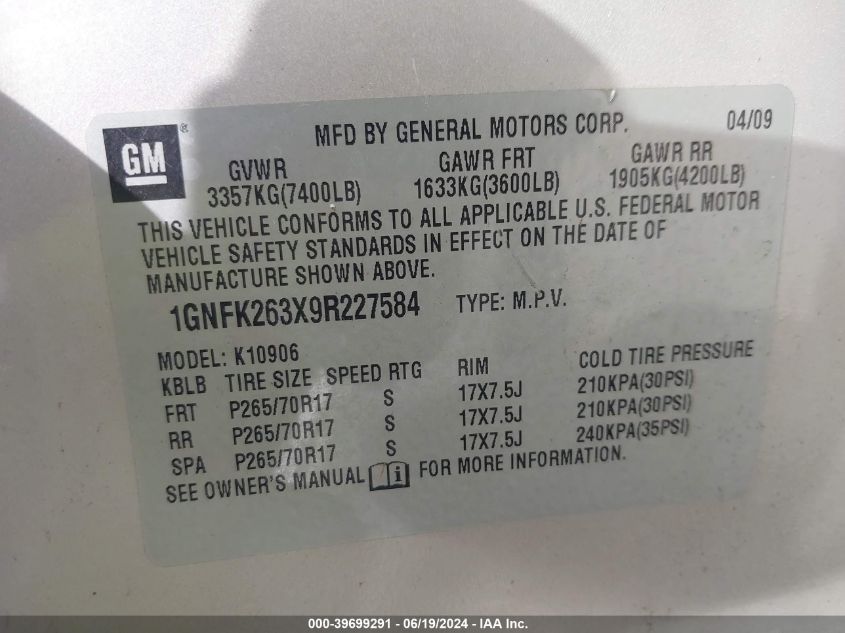 GM ®
MFD BY GENERAL MOTORS CORP. 04/09
GVWR GAWR FRT GAWR RR
3357KG(7400LB) 1633KG(3600LB) 1905KG(4200LB)
THIS VEHICLE CONFORMS TO ALL APPLICABLE U.S. FEDERAL MOTOR
VEHICLE SAFETY STANDARDS IN EFFECT ON THE DATE OF
MANUFACTURE SHOWN ABOVE.
1GNFK263X9R227584 TYPE: M.P.V.
MODEL: K10906
KBLB TIRE SIZE SPEED RTG RIM COLD TIRE PRESSURE
FRT P265/70R17 S 17X7.5J 210KPA(30PSI)
RR P265/70R17 S 17X7.5J 210KPA(30PSI)
SPA P265/70R17 S 17X7.5J 240KPA(35PSI)
SEE OWNER'S MANUAL i FOR MORE INFORMATION.
000-39699291 - 06/19/2024 - IAA Inc.